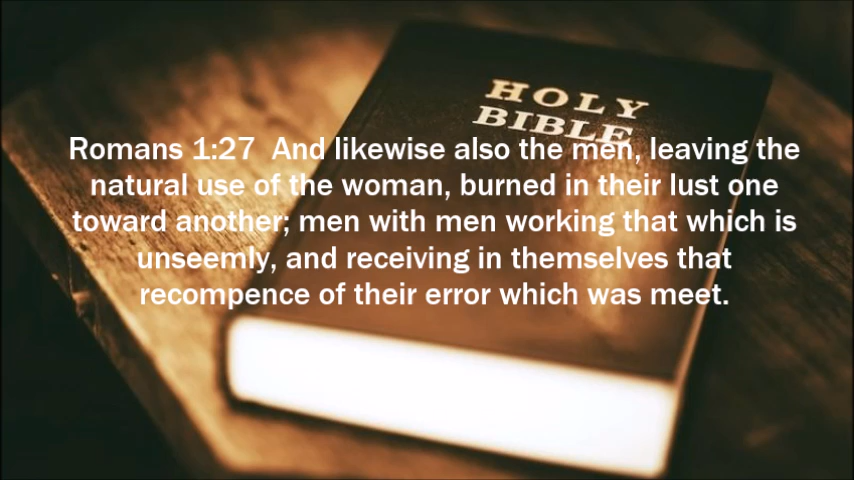 HOLY
BIBLE
Romans 1:27  And likewise also the men, leaving the
natural use of the woman, burned in their lust one
toward another; men with men working that which is
unseemly, and receiving in themselves that
recompence of their error which was meet.